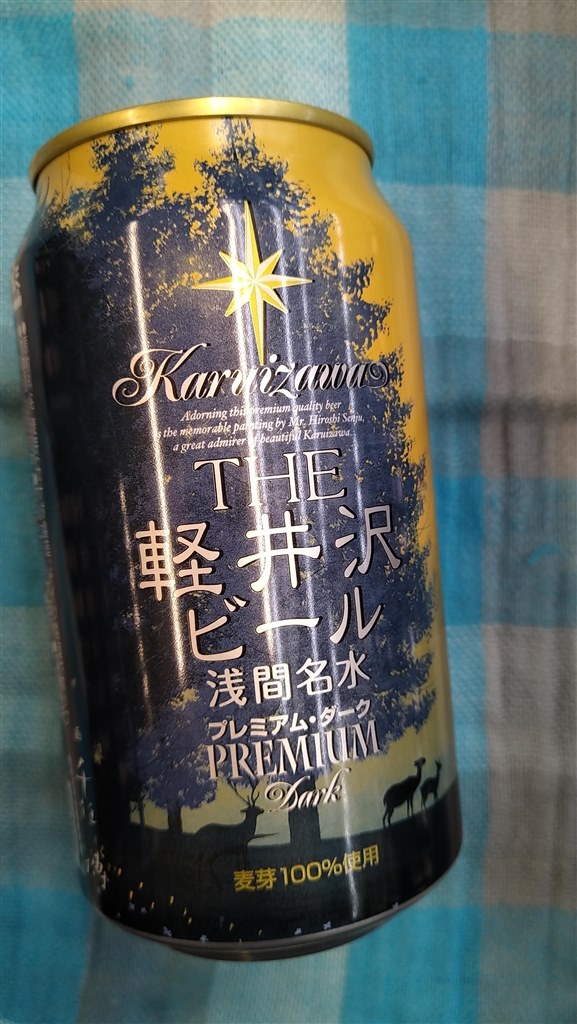 Karuizawa
Adorning this premium quality beer
is the memorable painting by Mr. Hiroshi Senju,
a great admirer of beautiful Karuizawa.
THE
軽井沢
ビール
浅間名水
プレミアム・ダーク
PREMIUM
Dark
麦芽100%使用